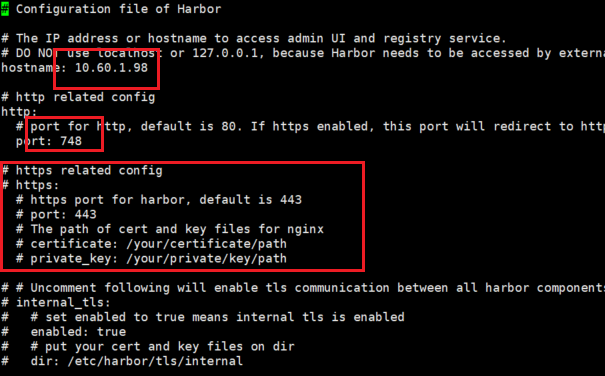 # Configuration file of Harbor
# The IP address or hostname to access admin UI and registry service.
# DO NOT use localhost or 127.0.0.1, because Harbor needs to be accessed by externa
hostname: 10.60.1.98
# http related config
http:
  # port for http, default is 80. If https enabled, this port will redirect to http
  port: 748
# https related config
# https:
  # https port for harbor, default is 443
  # port: 443
  # The path of cert and key files for nginx
  # certificate: /your/certificate/path
  # private_key: /your/private/key/path
# # Uncomment following will enable tls communication between all harbor components
# internal_tls:
#   # set enabled to true means internal tls is enabled
#   enabled: true
#   # put your cert and key files on dir
#   dir: /etc/harbor/tls/internal